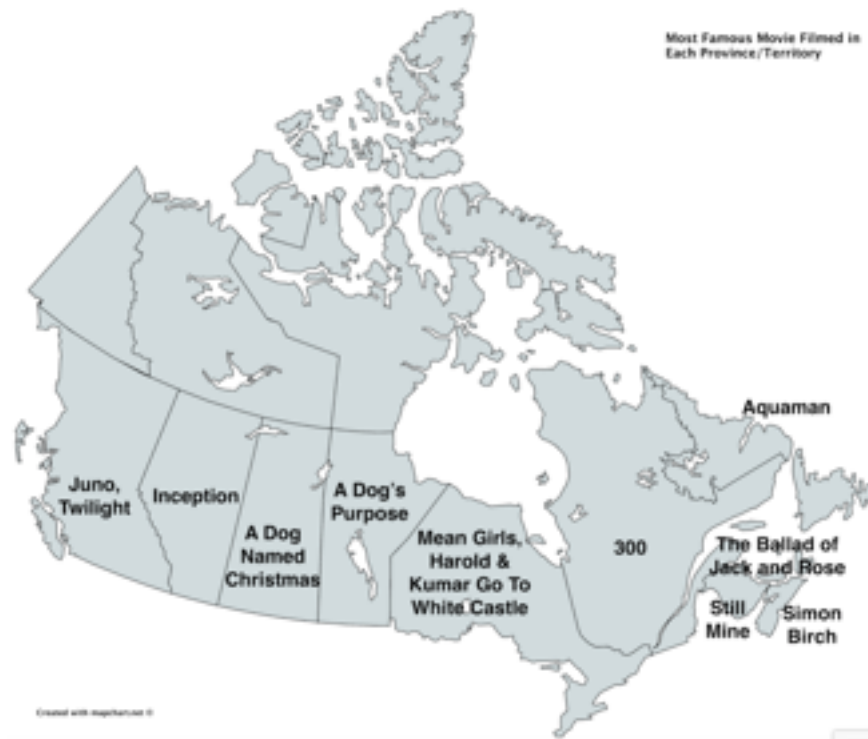 Most Famous Movie Filmed in
Each Province/Territory
Aquaman
Juno,
Twilight
Inception
A Dog
Named
Christmas
A Dog's
Purpose
Mean Girls,
Harold &
Kumar Go To
White Castle
300
The Ballad of
Jack and Rose
Still
Mine
Simon
Birch
Created with mapchart.net ©